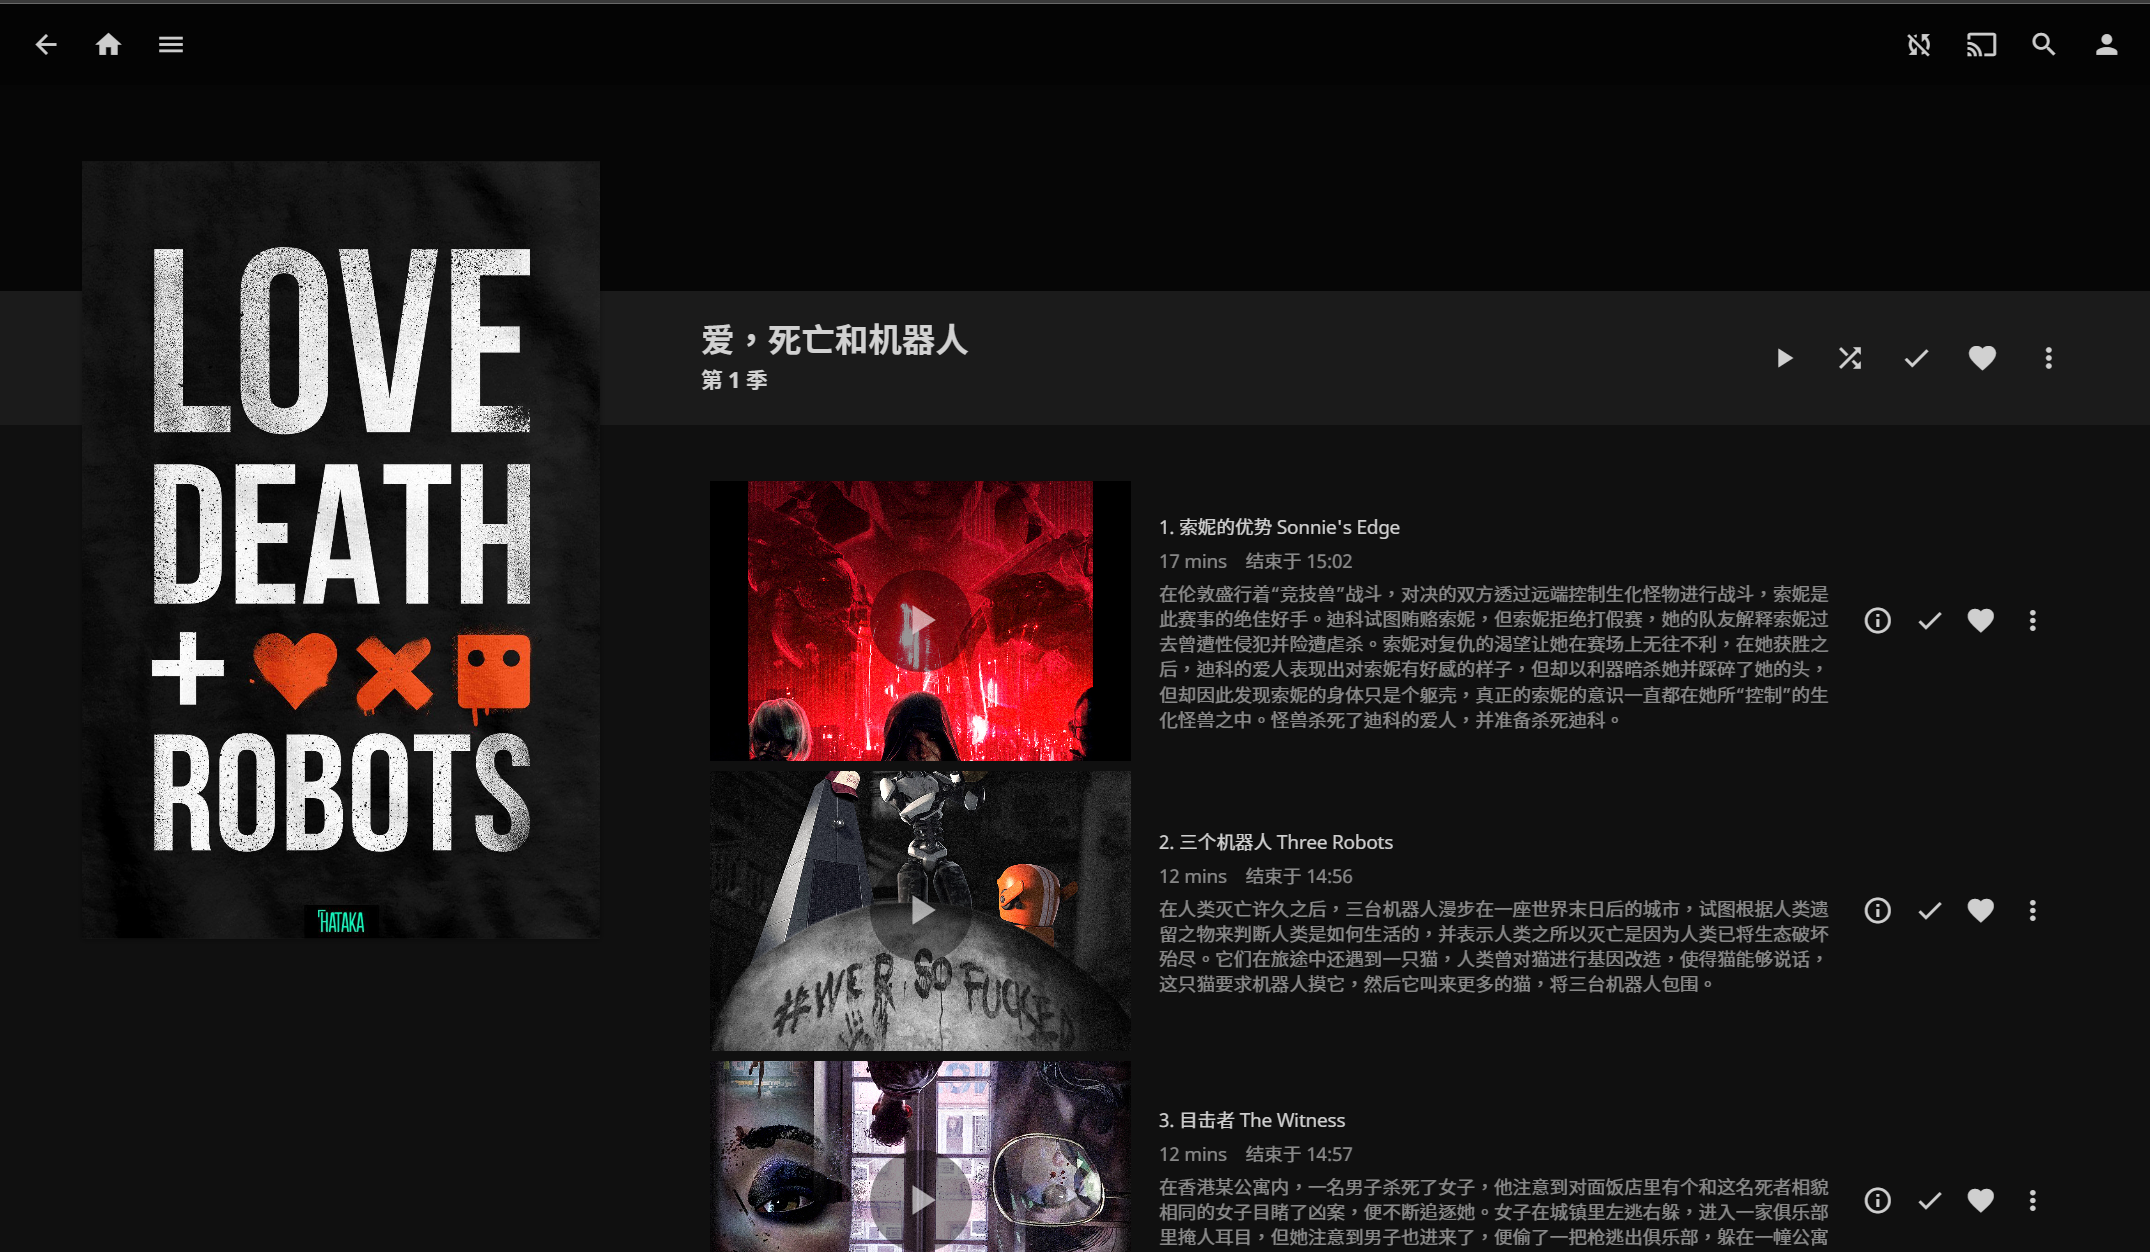 LOVE
DEATH
+
ROBOTS
HATAKA
爱，死亡和机器人
第 1 季
1. 索妮的优势 Sonnie's Edge
17 mins 结束于 15:02
在伦敦盛行着“竞技兽”战斗，对决的双方透过远端控制生化怪物进行战斗，索妮是
此赛事的绝佳好手。迪科试图贿赂索妮，但索妮拒绝打假赛，她的队友解释索妮过
去曾遭性侵犯并险遭虐杀。索妮对复仇的渴望让她在赛场上无往不利，在她获胜之
后，迪科的爱人表现出对索妮有好感的样子，但却以利器暗杀她并踩碎了她的头，
但却因此发现索妮的身体只是个躯壳，真正的索妮的意识一直都在她所“控制”的生
化怪兽之中。怪兽杀死了迪科的爱人，并准备杀死迪科。
#WE R SO FUCKED
2. 三个机器人 Three Robots
12 mins 结束于 14:56
在人类灭亡许久之后，三台机器人漫步在一座世界末日后的城市，试图根据人类遗
留之物来判断人类是如何生活的，并表示人类之所以灭亡是因为人类已将生态破坏
殆尽。它们在旅途中还遇到一只猫，人类曾对猫进行基因改造，使得猫能够说话，
这只猫要求机器人摸它，然后它叫来更多的猫，将三台机器人包围。
3. 目击者 The Witness
12 mins 结束于 14:57
在香港某公寓内，一名男子杀死了女子，他注意到对面饭店里有个和这名死者相貌
相同的女子目睹了凶案，便不断追逐她。女子在城镇里左逃右躲，进入一家俱乐部
里掩人耳目，但她注意到男子也进来了，便偷了一把枪逃出俱乐部，躲在一幢公寓